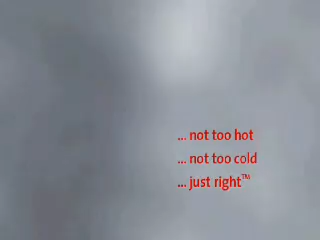 ... not too hot
... not too cold
... just right™